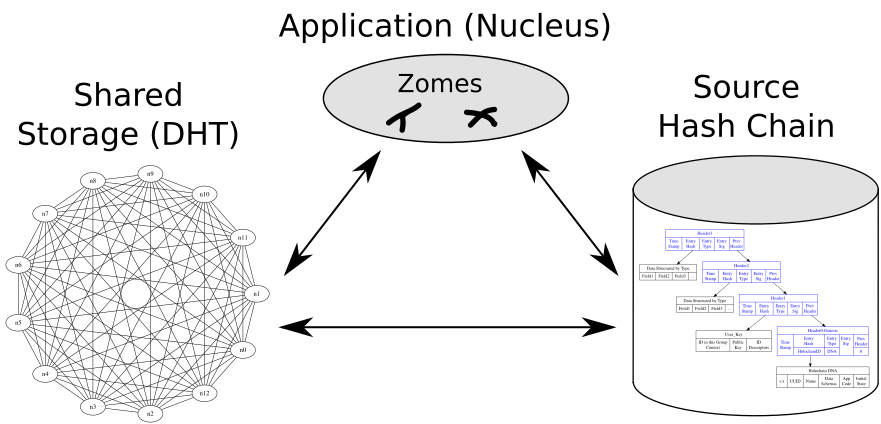 Application (Nucleus)
Zomes
Shared
Storage (DHT)
Source
Hash Chain
n9
n8
n10
n7
n11
n6
n1
n5
n0
n4
n12
n3
n2
Header3
Time Stamp Entry Hash Entry Type Entry Sig Prev Header
Data Structured by Type
Field1 Field2 Field3 ...
Header2
Time Stamp Entry Hash Entry Type Entry Sig Prev Header
Data Structured by Type
Field1 Field2 Field3 ...
Header1
Time Stamp Entry Hash Entry Type Entry Sig Prev Header
User_Key
ID in this Group Context Public Key ID Descriptors
Header0 Genesis
Time Stamp Entry Hash Entry Type Entry Sig Prev Header
HolochainID DNA 0
Holochain DNA
v.x UUID Name Data Schemas App Code Initial State